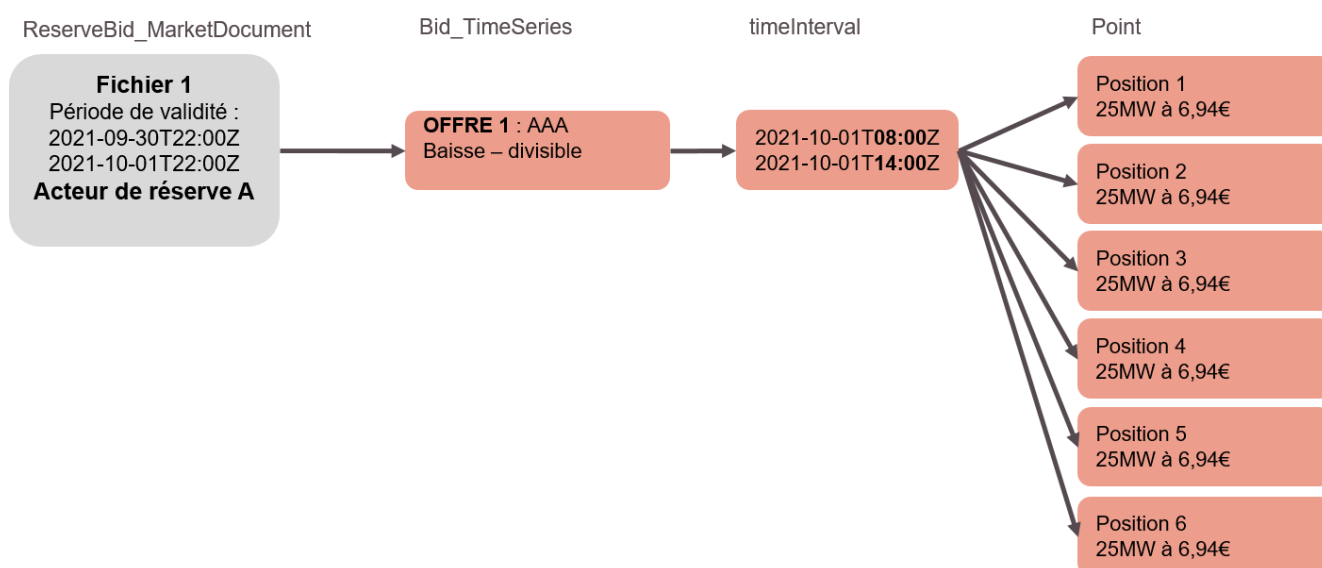 ReserveBid_MarketDocument
Bid_TimeSeries
timeInterval
Point
Fichier 1
Période de validité :
2021-09-30T22:00Z
2021-10-01T22:00Z
Acteur de réserve A
OFFRE 1 : AAA
Baisse – divisible
2021-10-01T08:00Z
2021-10-01T14:00Z
Position 1
25MW à 6,94€
Position 2
25MW à 6,94€
Position 3
25MW à 6,94€
Position 4
25MW à 6,94€
Position 5
25MW à 6,94€
Position 6
25MW à 6,94€